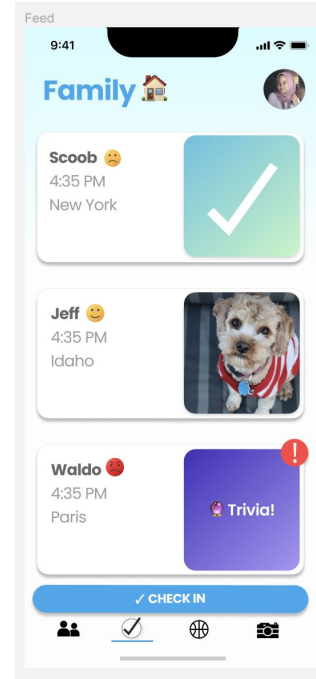 Feed
9:41
Family 🏠
Scoob 🙁
4:35 PM
New York
Jeff 🙂
4:35 PM
Idaho
!
Waldo 😡
4:35 PM
Paris
🔮 Trivia!
✓ CHECK IN